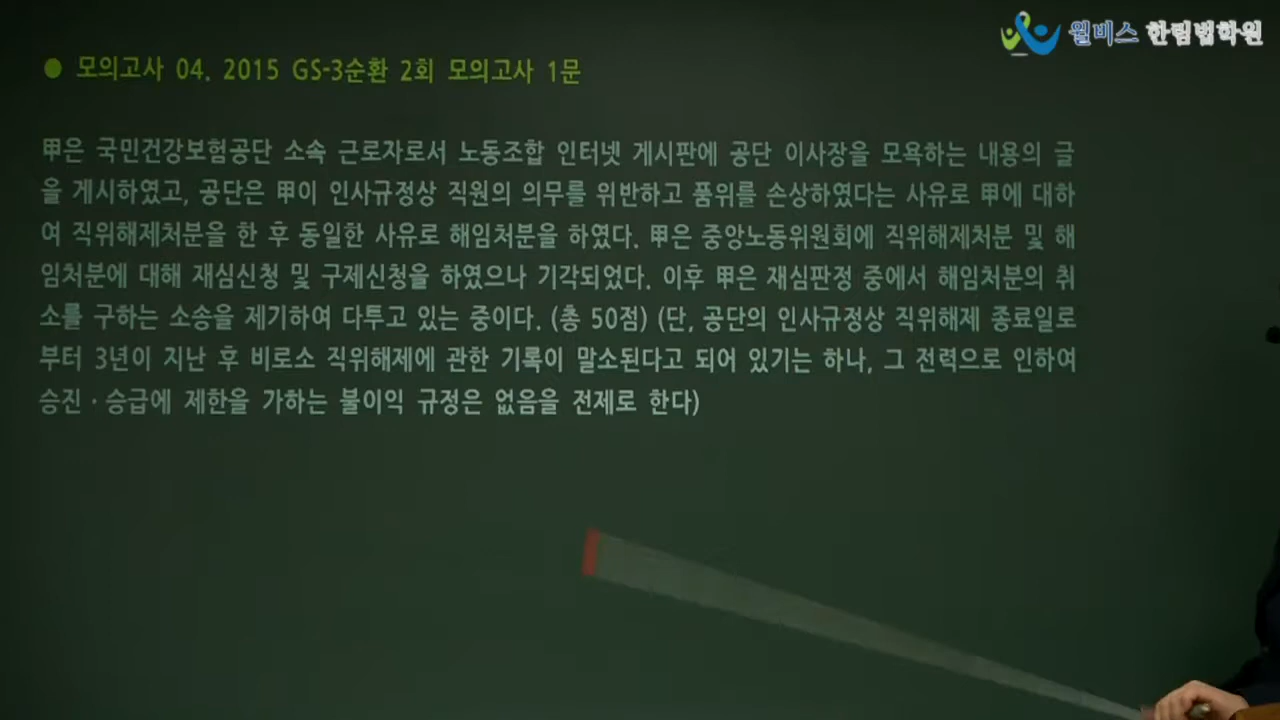 윌비스 한림법학원
● 모의고사 04. 2015 GS-3순환 2회 모의고사 1문
甲은 국민건강보험공단 소속 근로자로서 노동조합 인터넷 게시판에 공단 이사장을 모욕하는 내용의 글
을 게시하였고, 공단은 甲이 인사규정상 직원의 의무를 위반하고 품위를 손상하였다는 사유로 甲에 대하
여 직위해제처분을 한 후 동일한 사유로 해임처분을 하였다. 甲은 중앙노동위원회에 직위해제처분 및 해
임처분에 대해 재심신청 및 구제신청을 하였으나 기각되었다. 이후 甲은 재심판정 중에서 해임처분의 취
소를 구하는 소송을 제기하여 다투고 있는 중이다. (총 50점) (단, 공단의 인사규정상 직위해제 종료일로
부터 3년이 지난 후 비로소 직위해제에 관한 기록이 말소된다고 되어 있기는 하나, 그 전력으로 인하여
승진·승급에 제한을 가하는 불이익 규정은 없음을 전제로 한다)